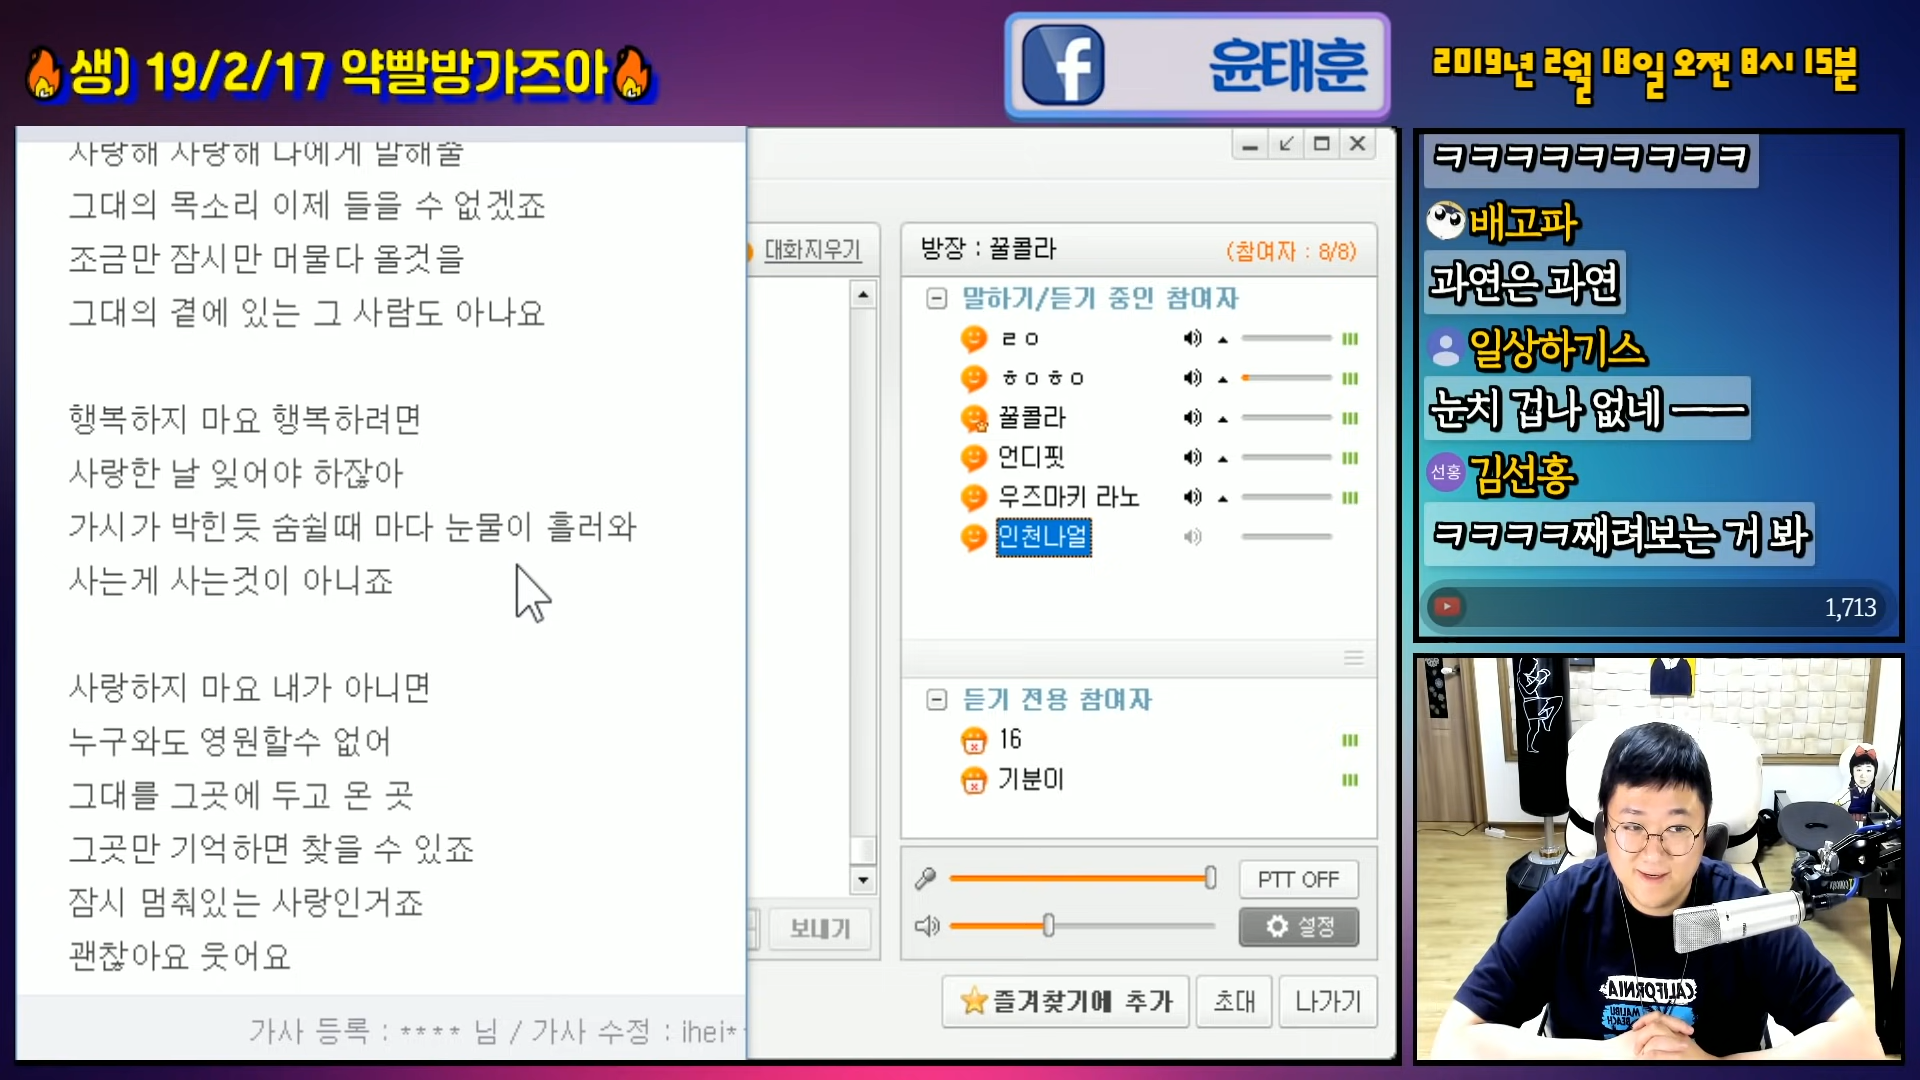 생) 19/2/17 약빨방가즈아
윤태훈
2019년 2월 18일 오전 8시 15분
사랑해 사랑해 나에게 말해줄
그대의 목소리 이제 들을 수 없겠죠
조금만 잠시만 머물다 올것을
그대의 곁에 있는 그 사람도 아나요
행복하지 마요 행복하려면
사랑한 날 잊어야 하잖아
가시가 박힌듯 숨쉴때 마다 눈물이 흘러와
사는게 사는것이 아니죠
사랑하지 마요 내가 아니면
누구와도 영원할수 없어
그대를 그곳에 두고 온 곳
그곳만 기억하면 찾을 수 있죠
잠시 멈춰있는 사랑인거죠
괜찮아요 웃어요
가사 등록 : **** 님 / 가사 수정 : ihei*
대화지우기
보내기
방장 : 꿀콜라
(참여자 : 8/8)
말하기/듣기 중인 참여자
ㄹㅇ
ㅎㅇㅎㅇ
꿀콜라
언디핏
우즈마키 라노
인천나얼
듣기 전용 참여자
16
기분이
PTT OFF
설정
즐겨찾기에 추가
초대
나가기
ㅋㅋㅋㅋㅋㅋㅋㅋㅋ
배고파
과연은 과연
일상하기스
눈치 겁나 없네 ㅡㅡ
선홍
김선홍
ㅋㅋㅋㅋ째려보는 거 봐
1,713
CALIFORNIA
MALIBU
BEACH